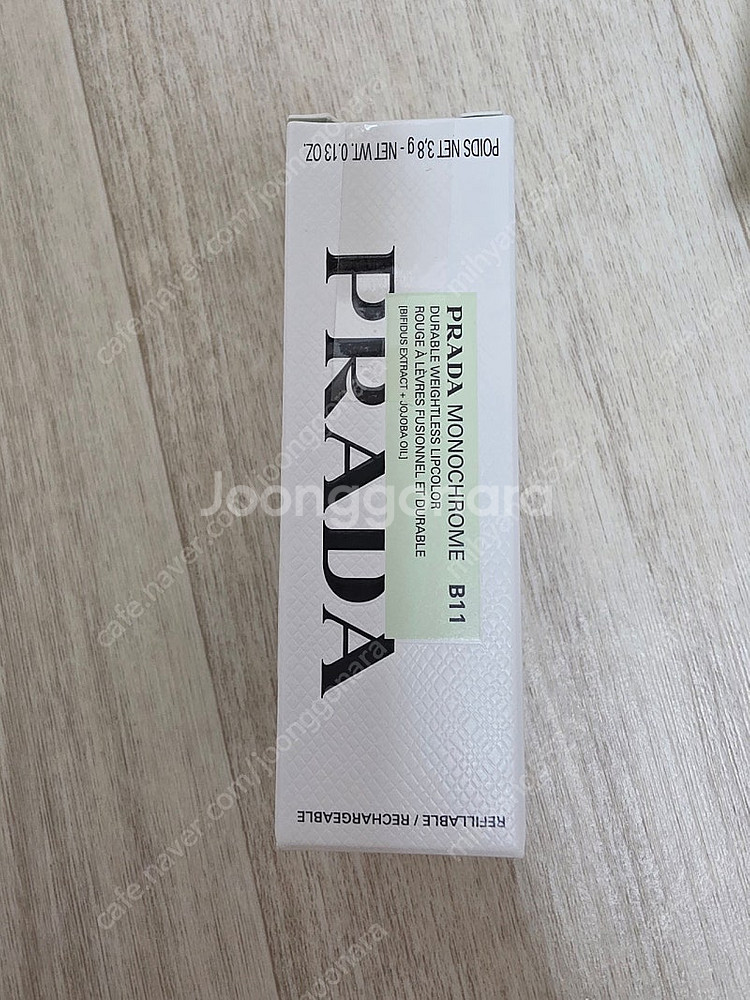 POIDS NET 3,8 g - NET WT. 0.13 OZ.
PRADA
PRADA MONOCHROME B11
DURABLE WEIGHTLESS LIPCOLOR
ROUGE À LÈVRES FUSIONNEL ET DURABLE
[BIFIDUS EXTRACT + JOJOBA OIL]
REFILLABLE / RECHARGEABLE
Joonggonara
cafe.naver.com/joonggonara